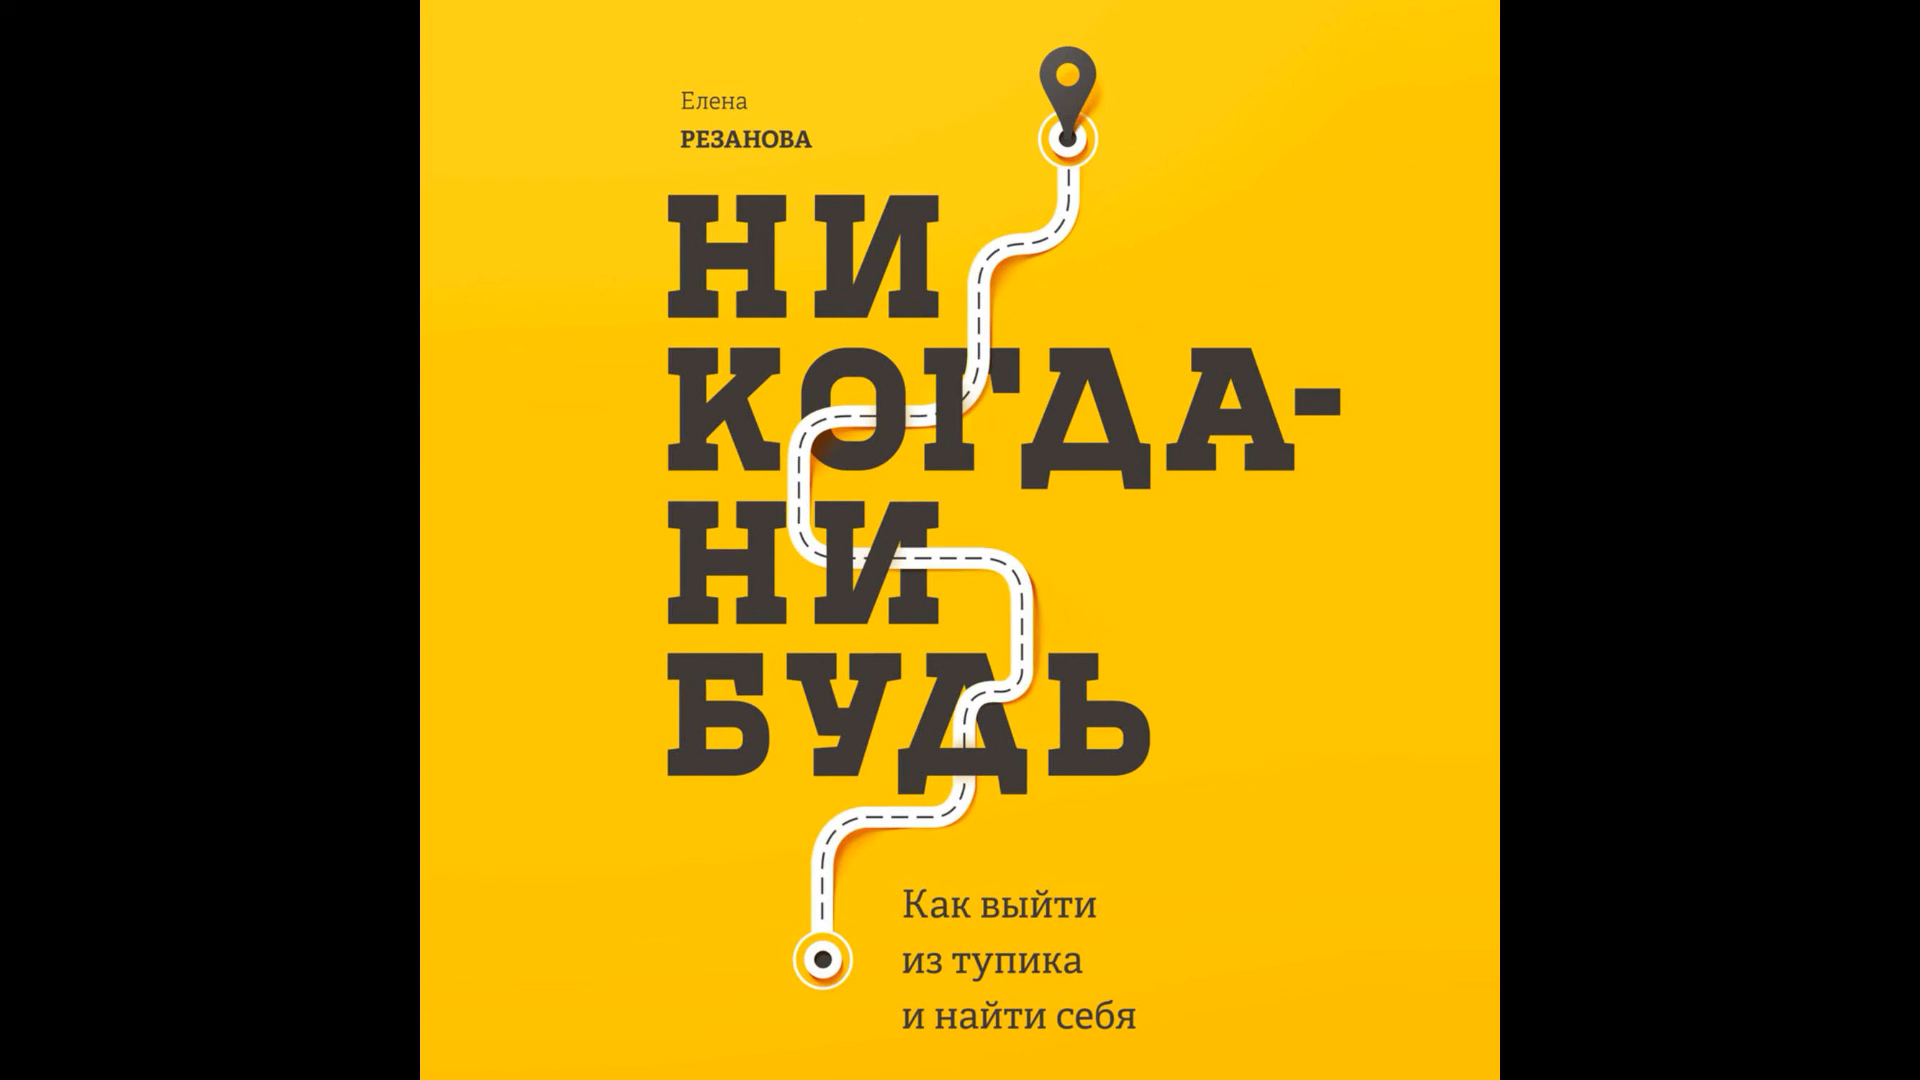 Елена
РЕЗАНОВА
НИ
КОГДА-
НИ
БУДЬ
Как выйти
из тупика
и найти себя